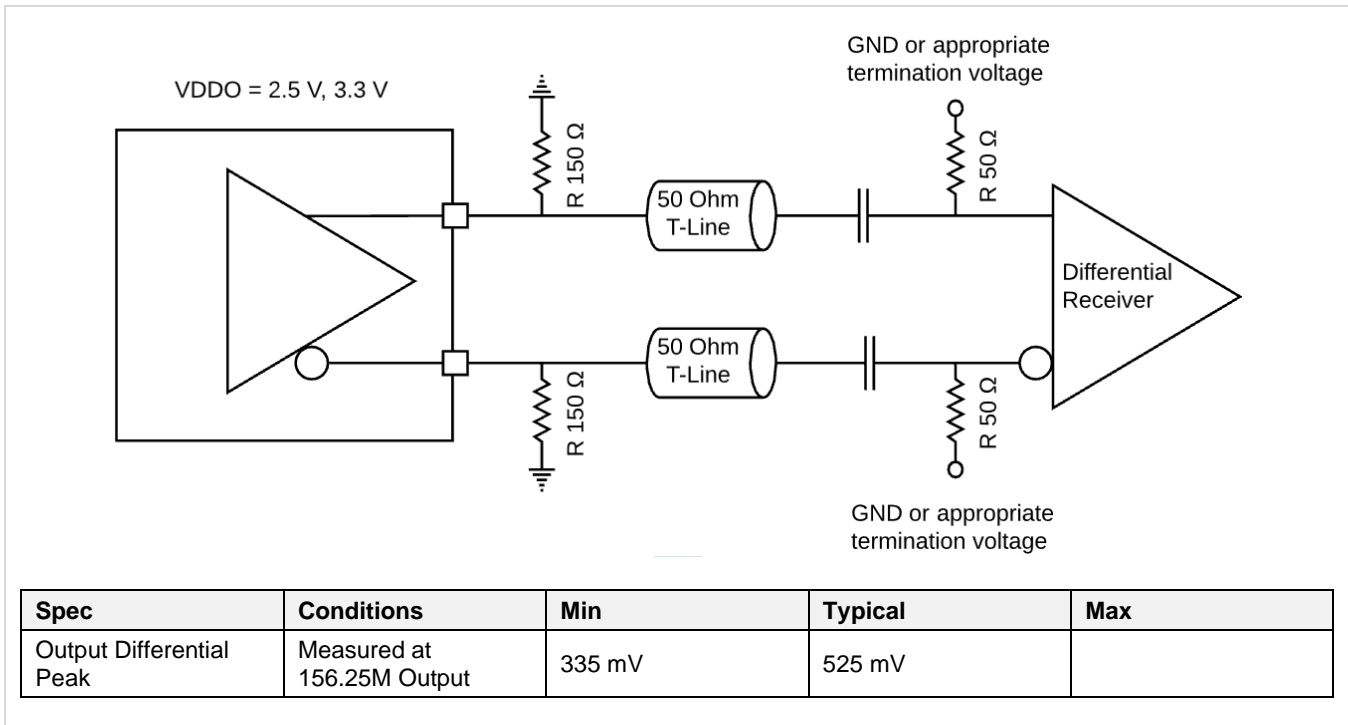 GND or appropriate
termination voltage
VDDO = 2.5 V, 3.3 V
R 150 Ω
R 50 Ω
50 Ohm
T-Line
Differential
Receiver
50 Ohm
T-Line
R 150 Ω
R 50 Ω
GND or appropriate
termination voltage
Spec Conditions Min Typical Max
Output Differential Peak Measured at 156.25M Output 335 mV 525 mV